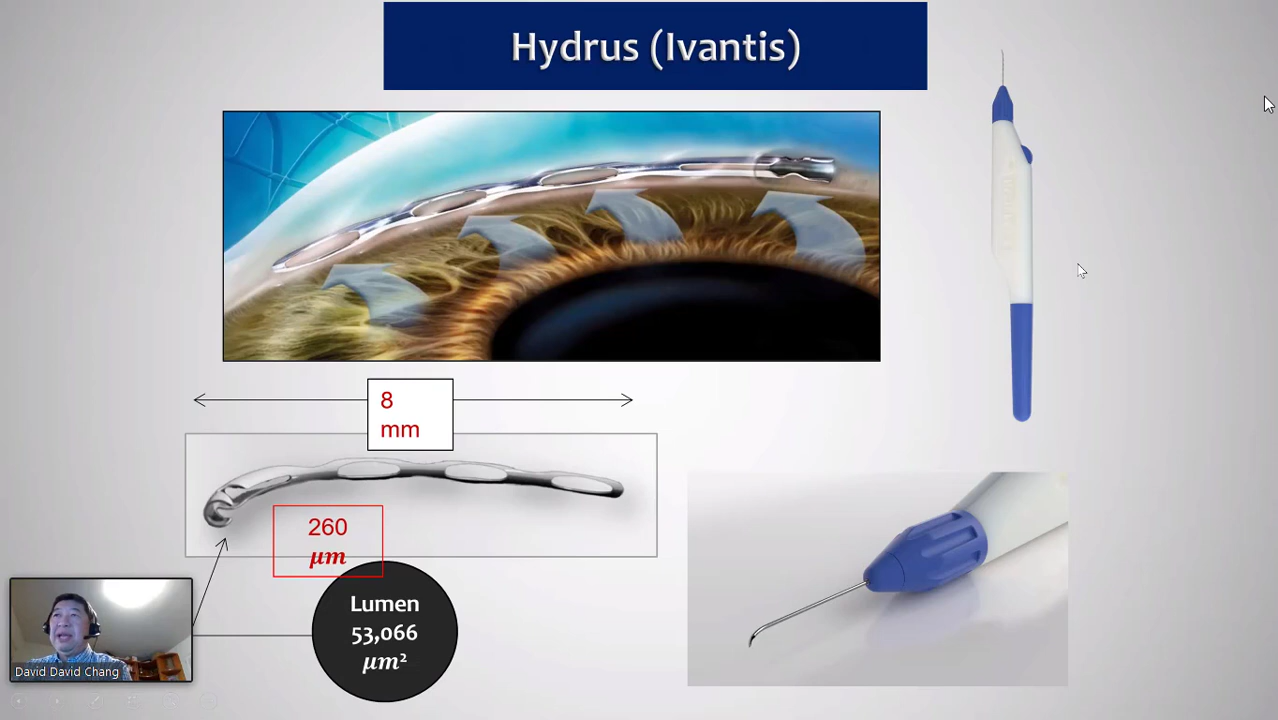 Hydrus (Ivantis)
8
mm
260
μm
Lumen
53,066
μm²
David David Chang